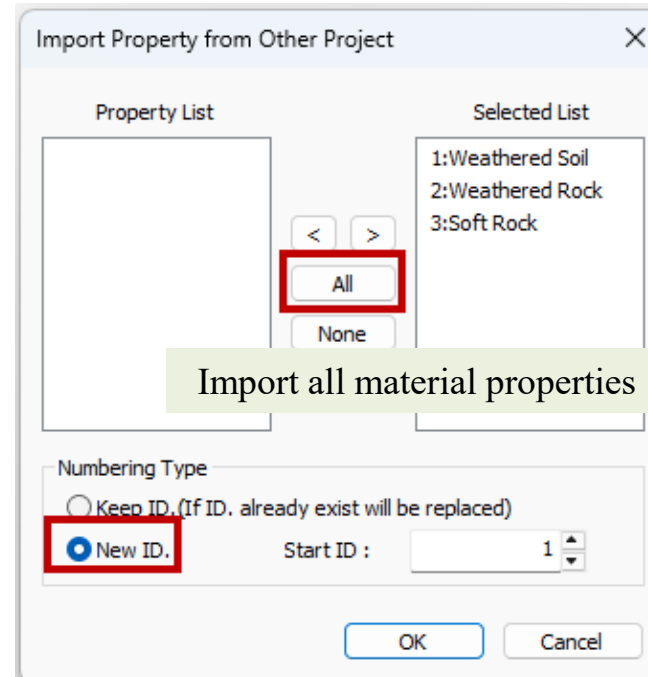 Import Property from Other Project
Property List
Selected List
1:Weathered Soil
2:Weathered Rock
3:Soft Rock
< >
All
None
Import all material properties
Numbering Type
Keep ID.(If ID. already exist will be replaced)
New ID. Start ID : 1
OK Cancel